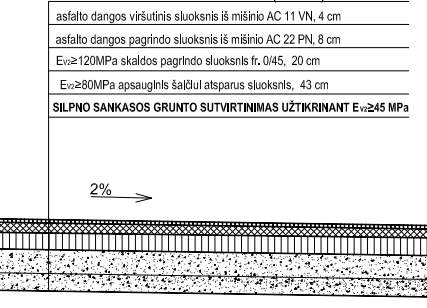 asfalto dangos viršutinis sluoksnis iš mišinio AC 11 VN, 4 cm
asfalto dangos pagrindo sluoksnis iš mišinio AC 22 PN, 8 cm
EV2≥120MPa skaldos pagrindo sluoksnis fr. 0/45, 20 cm
EV2≥80MPa apsauginis šalčiui atsparus sluoksnis, 43 cm
SILPNO SANKASOS GRUNTO SUTVIRTINIMAS UŽTIKRINANT EV2≥45 MPa
2%